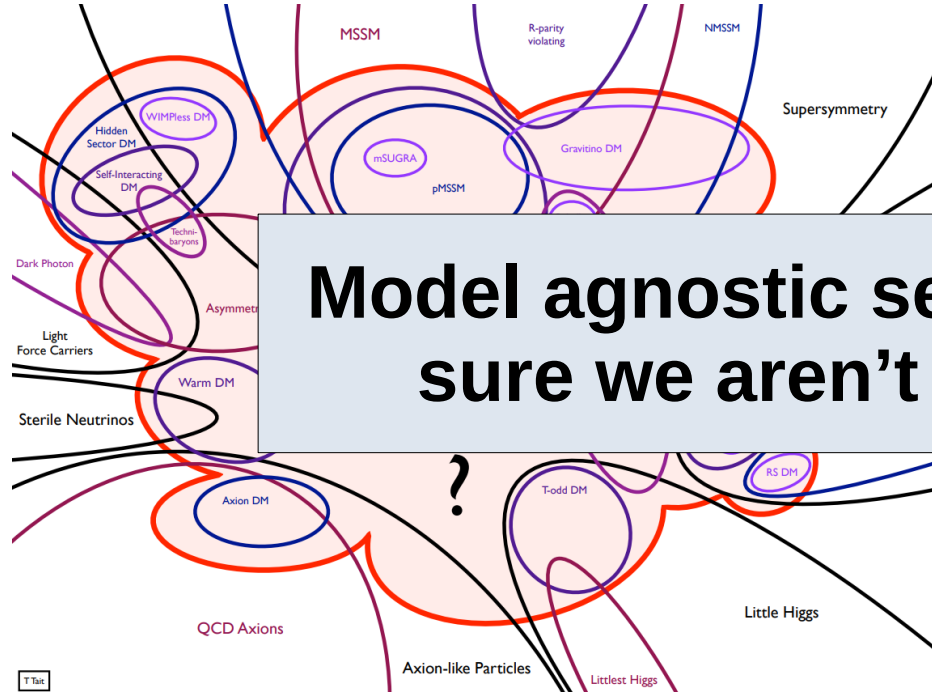 MSSM
R-parity
violating
NMSSM
Supersymmetry
WIMPless DM
Hidden
Sector DM
Self-Interacting
DM
mSUGRA
pMSSM
Gravitino DM
Techni-
baryons
Dark Photon
Asymmetr
Light
Force Carriers
Model agnostic se
sure we aren’t
Warm DM
Sterile Neutrinos
?
Axion DM
T-odd DM
RS DM
QCD Axions
Axion-like Particles
Little Higgs
Littlest Higgs
T Tait